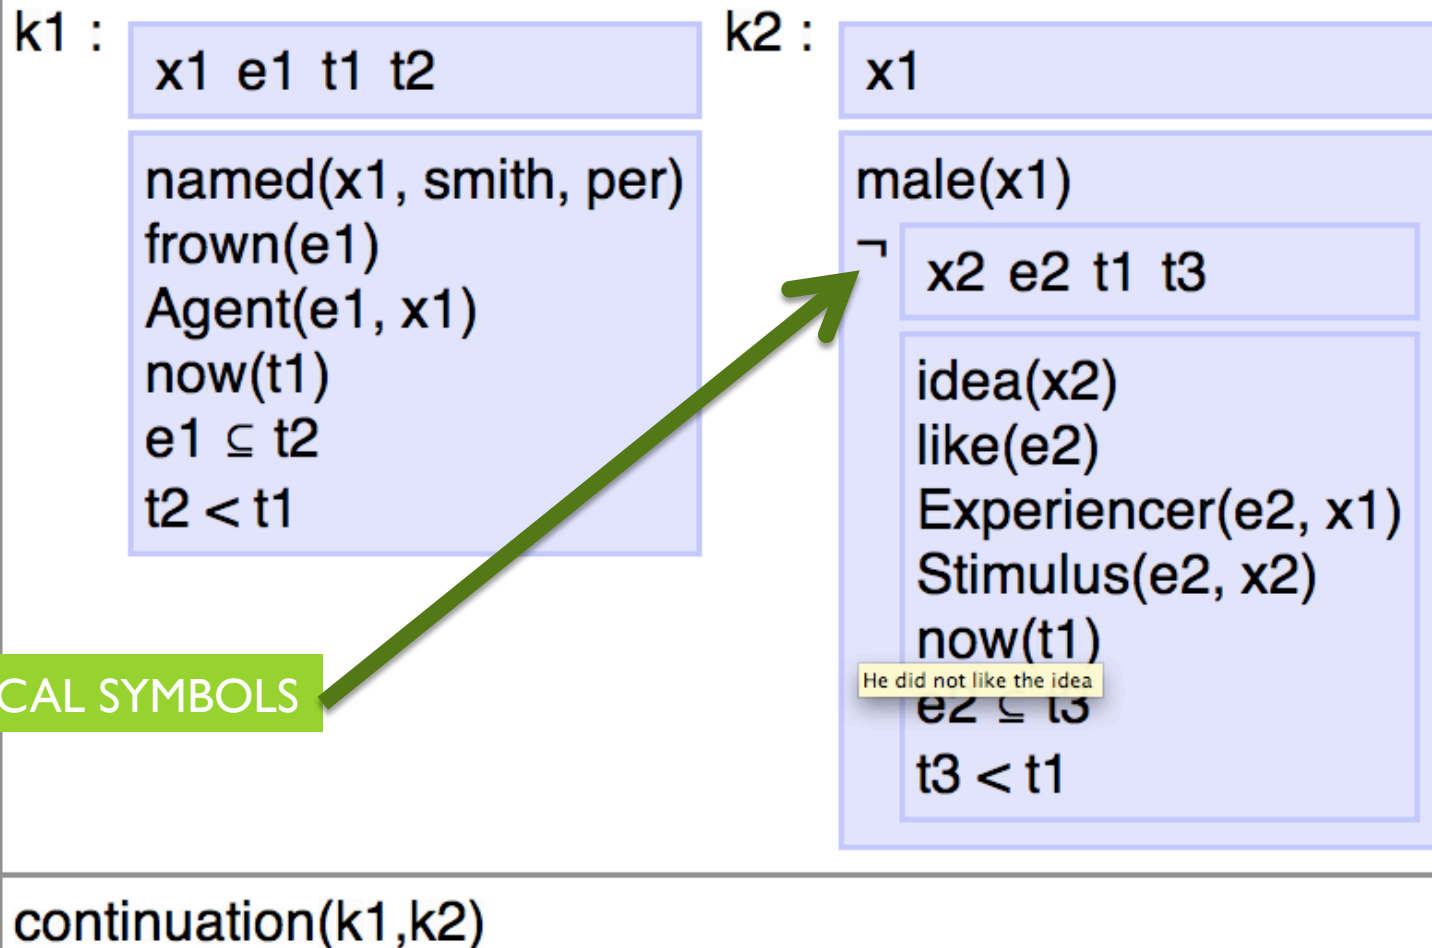 k1 :
x1 e1 t1 t2
named(x1, smith, per)
frown(e1)
Agent(e1, x1)
now(t1)
e1 ⊆ t2
t2 < t1
k2 :
x1
male(x1)
¬
x2 e2 t1 t3
idea(x2)
like(e2)
Experiencer(e2, x1)
Stimulus(e2, x2)
now(t1)
He did not like the idea
e2 ⊆ t3
t3 < t1
CAL SYMBOLS
continuation(k1,k2)